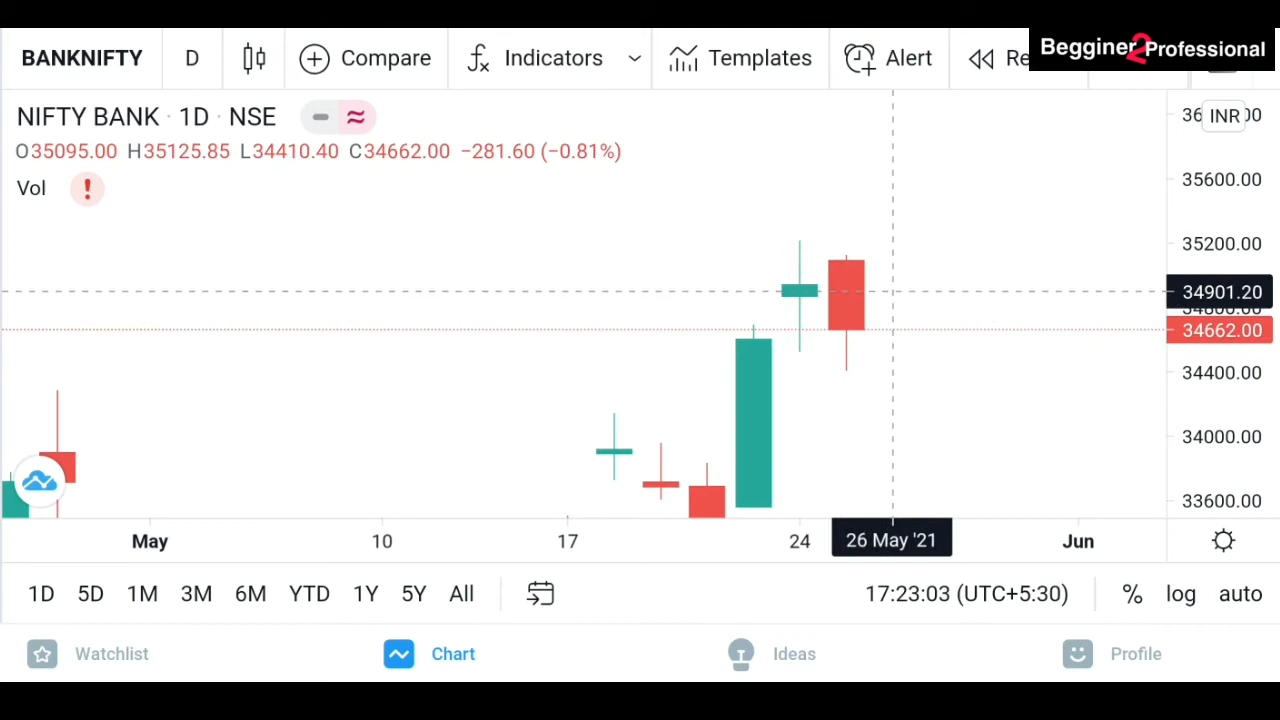 BANKNIFTY D Compare Indicators Templates Alert Re
Begginer2Professional
NIFTY BANK · 1D · NSE
O35095.00 H35125.85 L34410.40 C34662.00 −281.60 (−0.81%)
Vol
INR
35600.00
35200.00
34901.20
34662.00
34400.00
34000.00
33600.00
May 10 17 24 26 May '21 Jun
1D 5D 1M 3M 6M YTD 1Y 5Y All 17:23:03 (UTC+5:30) % log auto
Watchlist Chart Ideas Profile